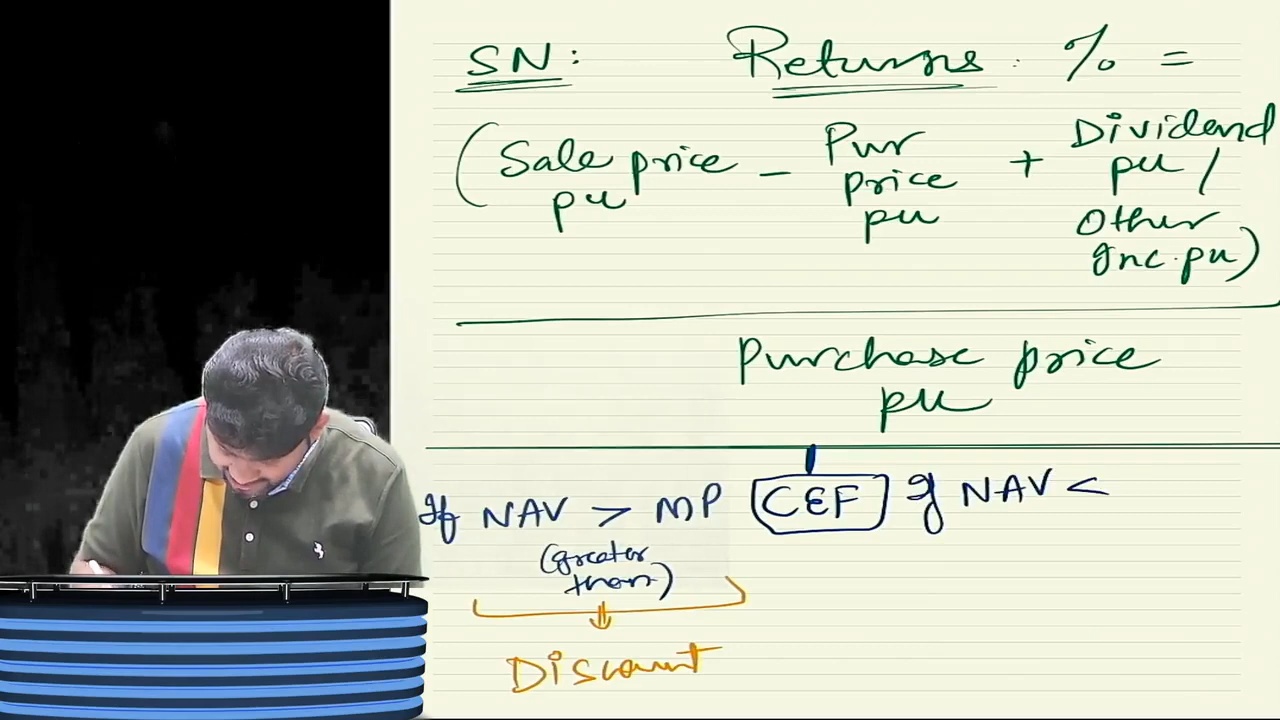 SN: Returns % =
(Sale price pu - Pur price pu + Dividend pu / Other Inc. pu)
Purchase price pu
If NAV > MP CEF If NAV <
(greater than)
Discount